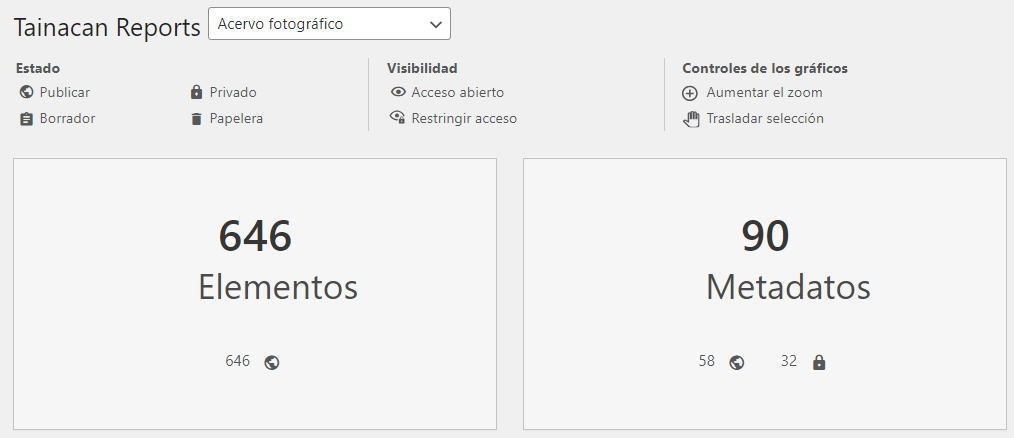 Tainacan Reports Acervo fotográfico
Estado
Publicar Privado
Borrador Papelera
Visibilidad
Acceso abierto
Restringir acceso
Controles de los gráficos
Aumentar el zoom
Trasladar selección
646
Elementos
646
90
Metadatos
58 32